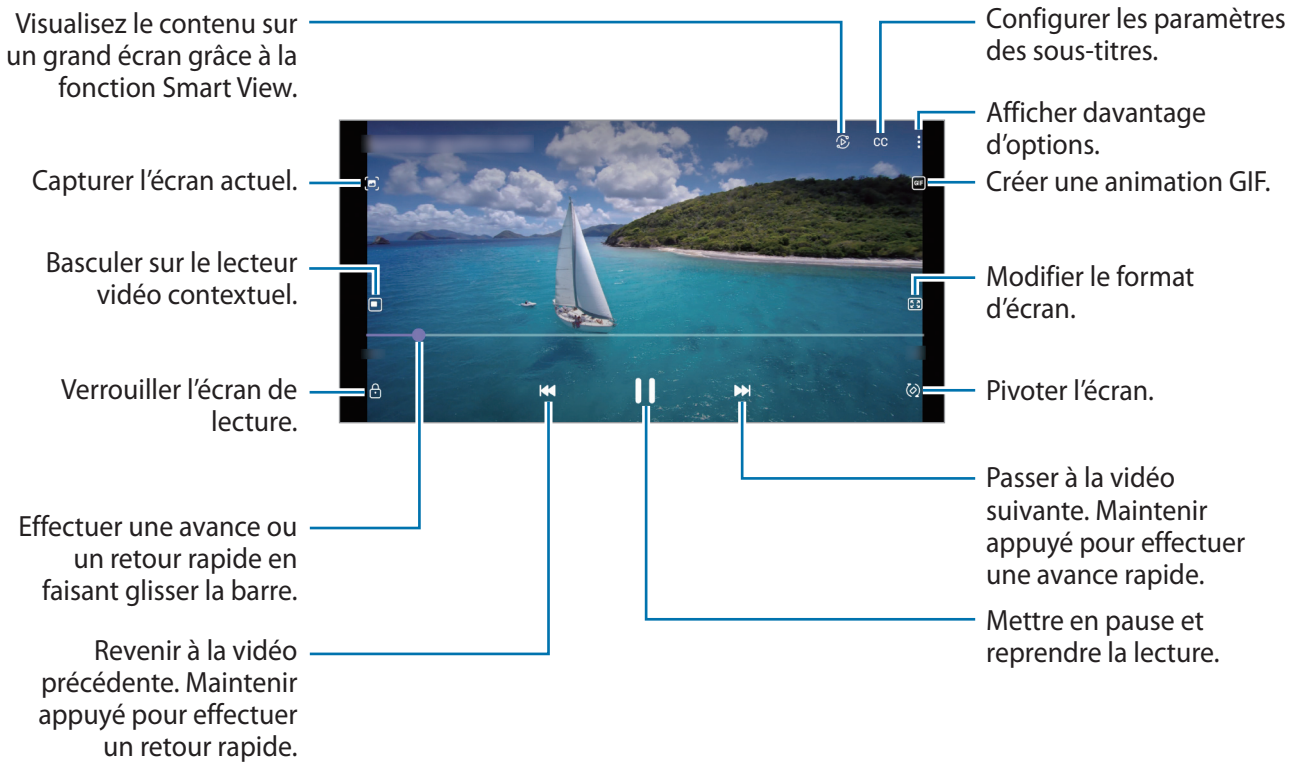 Visualisez le contenu sur
un grand écran grâce à la
fonction Smart View.
Capturer l’écran actuel.
Basculer sur le lecteur
vidéo contextuel.
Verrouiller l’écran de
lecture.
Effectuer une avance ou
un retour rapide en
faisant glisser la barre.
Revenir à la vidéo
précédente. Maintenir
appuyé pour effectuer
un retour rapide.
CC
GIF
Configurer les paramètres
des sous-titres.
Afficher davantage
d’options.
Créer une animation GIF.
Modifier le format
d’écran.
Pivoter l’écran.
Passer à la vidéo
suivante. Maintenir
appuyé pour effectuer
une avance rapide.
Mettre en pause et
reprendre la lecture.